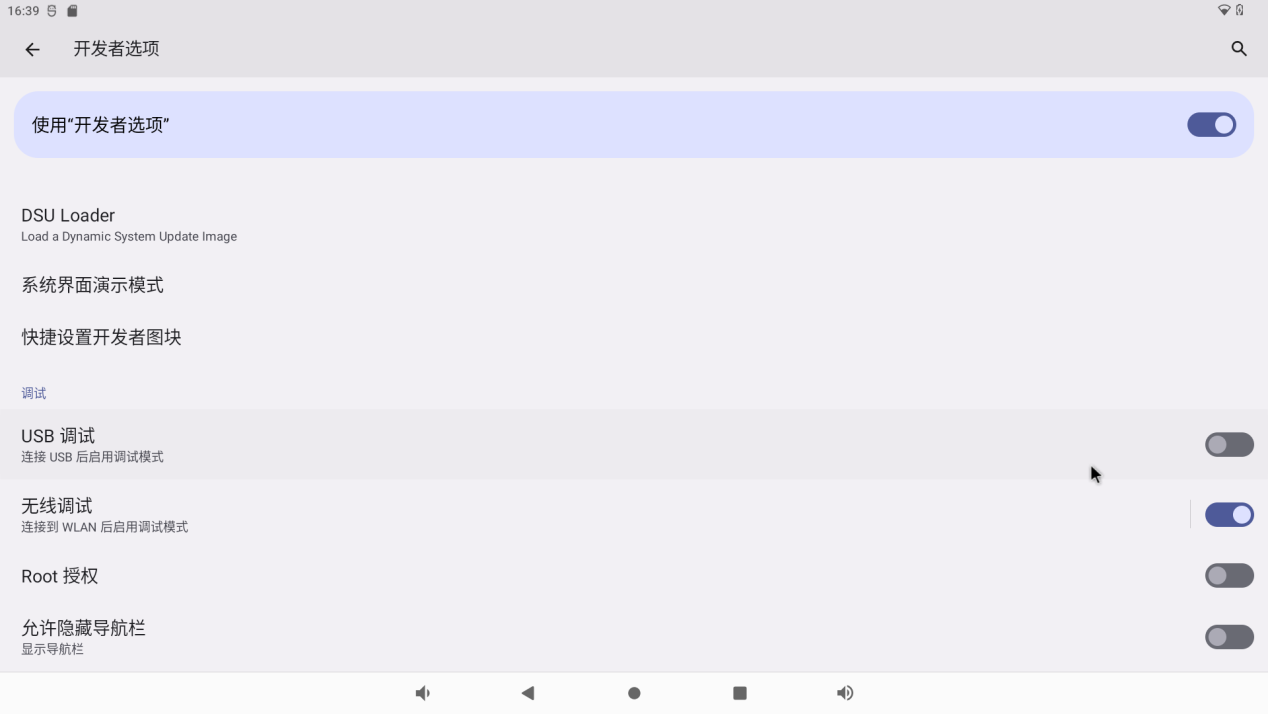 16:39
开发者选项
使用“开发者选项”
DSU Loader
Load a Dynamic System Update Image
系统界面演示模式
快捷设置开发者图块
调试
USB 调试
连接 USB 后启用调试模式
无线调试
连接到 WLAN 后启用调试模式
Root 授权
允许隐藏导航栏
显示导航栏